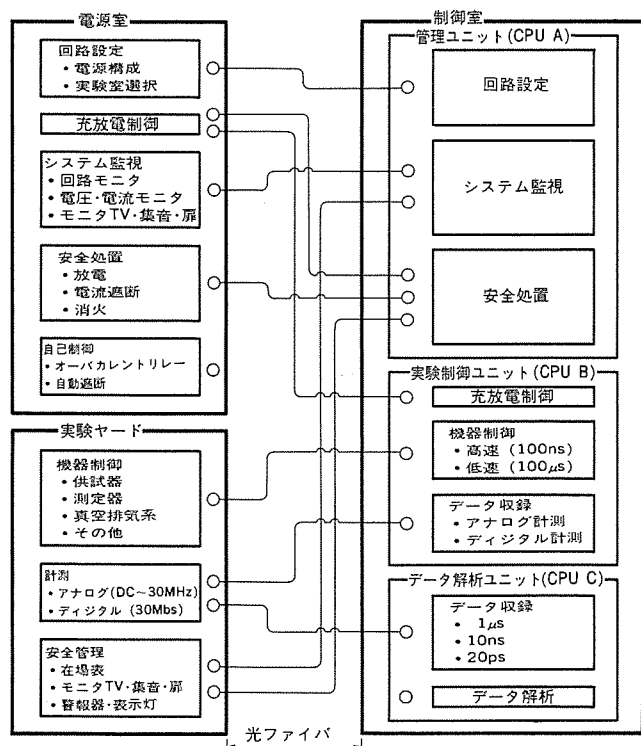 電源室
回路設定
・電源構成
・実験室選択
充放電制御
システム監視
・回路モニタ
・電圧・電流モニタ
・モニタTV・集音・扉
安全処置
・放電
・電流遮断
・消火
自己制御
・オーバカレントリレー
・自動遮断
実験ヤード
機器制御
・供試器
・測定器
・真空排気系
・その他
計測
・アナログ(DC～30MHz)
・ディジタル (30Mbs)
安全管理
・在場表
・モニタTV・集音・扉
・警報器・表示灯
光ファイバ
制御室
管理ユニット(CPU A)
回路設定
システム監視
安全処置
実験制御ユニット(CPU B)
充放電制御
機器制御
・高速 (100ns)
・低速 (100μs)
データ収録
・アナログ計測
・ディジタル計測
データ解析ユニット(CPU C)
データ収録
・1μs
・10ns
・20ps
データ解析